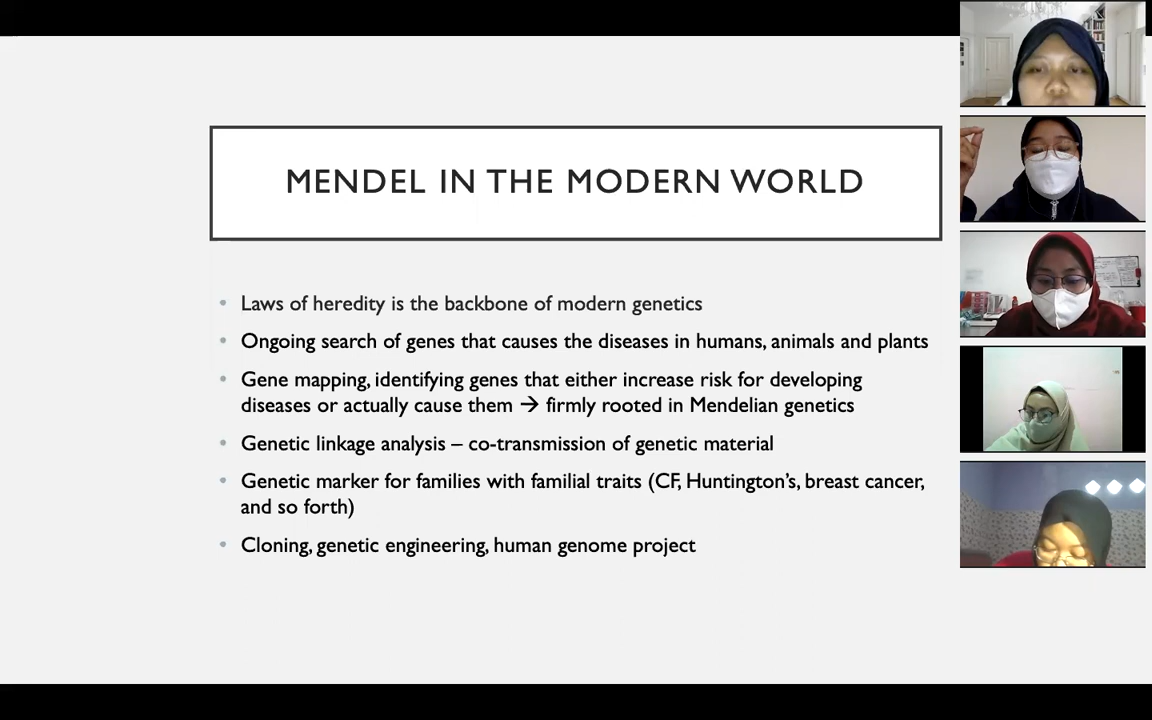 MENDEL IN THE MODERN WORLD
• Laws of heredity is the backbone of modern genetics
• Ongoing search of genes that causes the diseases in humans, animals and plants
• Gene mapping, identifying genes that either increase risk for developing
diseases or actually cause them → firmly rooted in Mendelian genetics
• Genetic linkage analysis – co-transmission of genetic material
• Genetic marker for families with familial traits (CF, Huntington’s, breast cancer,
and so forth)
• Cloning, genetic engineering, human genome project